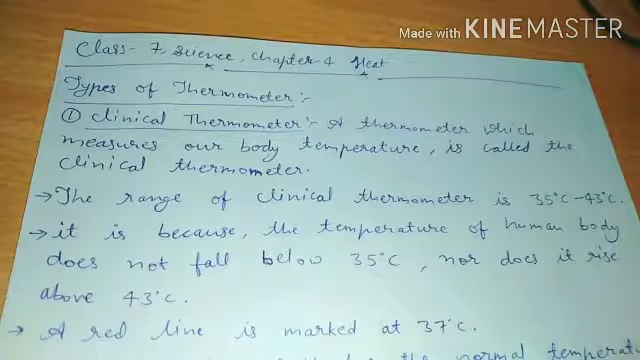 Made with KINEMASTER
Class- 7, Science, Chapter-4 Heat
Types of Thermometer:-
① Clinical Thermometer:- A thermometer which
measures our body temperature, is called the
clinical thermometer.
→ The range of clinical thermometer is 35°C-43°C.
→ it is because, the temperature of human body
does not fall below 35°C, nor does it rise
above 43°C.
→ A red line is marked at 37°C.
the normal temperat